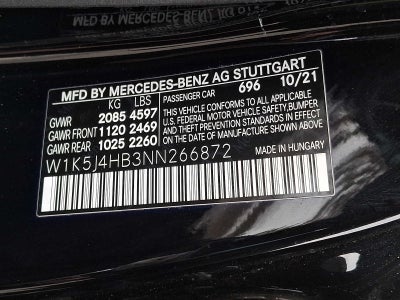 MFD BY MERCEDES-BENZ AG STUTTGART
KG LBS 696 10/21
GVWR 2085 4597 PASSENGER CAR
GAWR FRONT 1120 2469 THIS VEHICLE CONFORMS TO ALL APPLICABLE
GAWR REAR 1025 2260 U.S. FEDERAL MOTOR VEHICLE SAFETY, BUMPER
AND THEFT PREVENTION STANDARDS IN EFFECT
ON THE DATE OF MANUFACTURE SHOWN ABOVE.
MADE IN HUNGARY
W1K5J4HB3NN266872